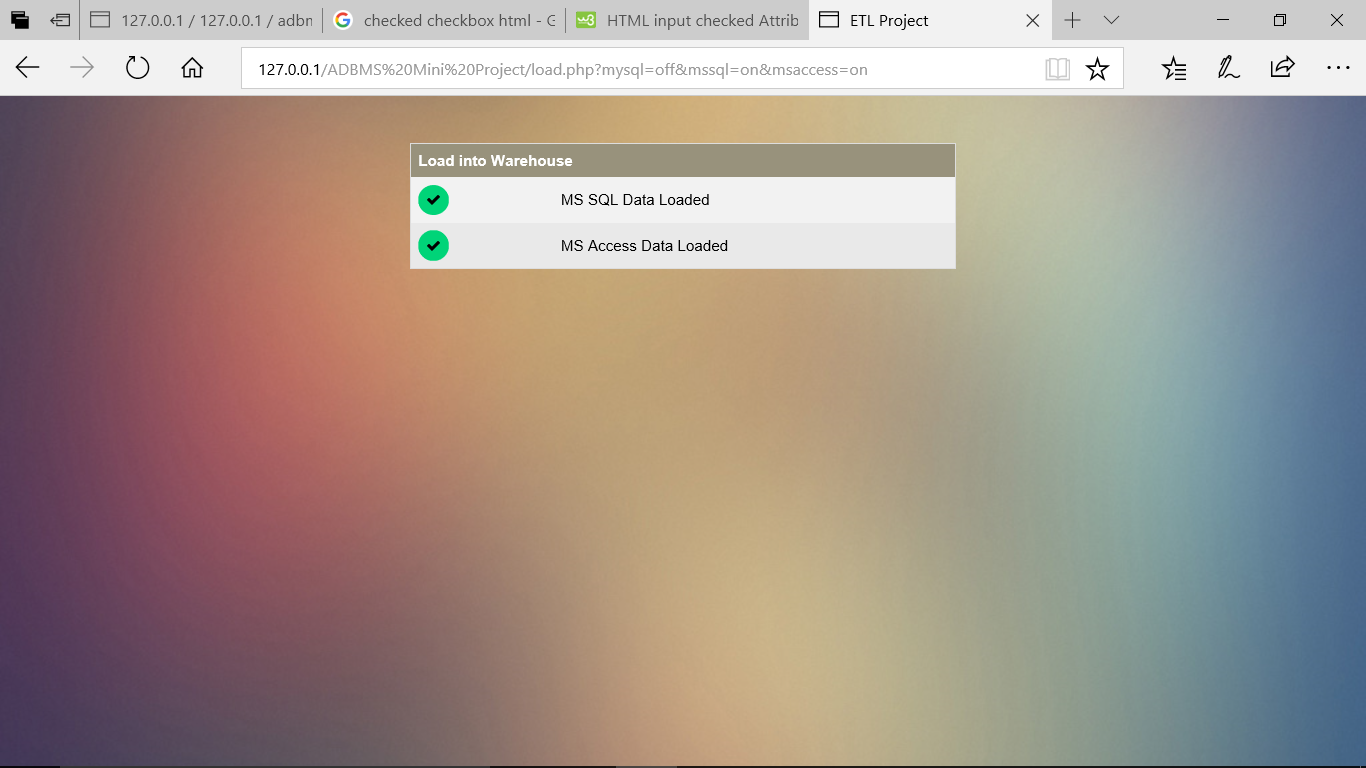 127.0.0.1 / 127.0.0.1 / adbm
checked checkbox html - G
w3 HTML input checked Attrib
ETL Project
127.0.0.1/ADBMS%20Mini%20Project/load.php?mysql=off&mssql=on&msaccess=on
Load into Warehouse
MS SQL Data Loaded
MS Access Data Loaded